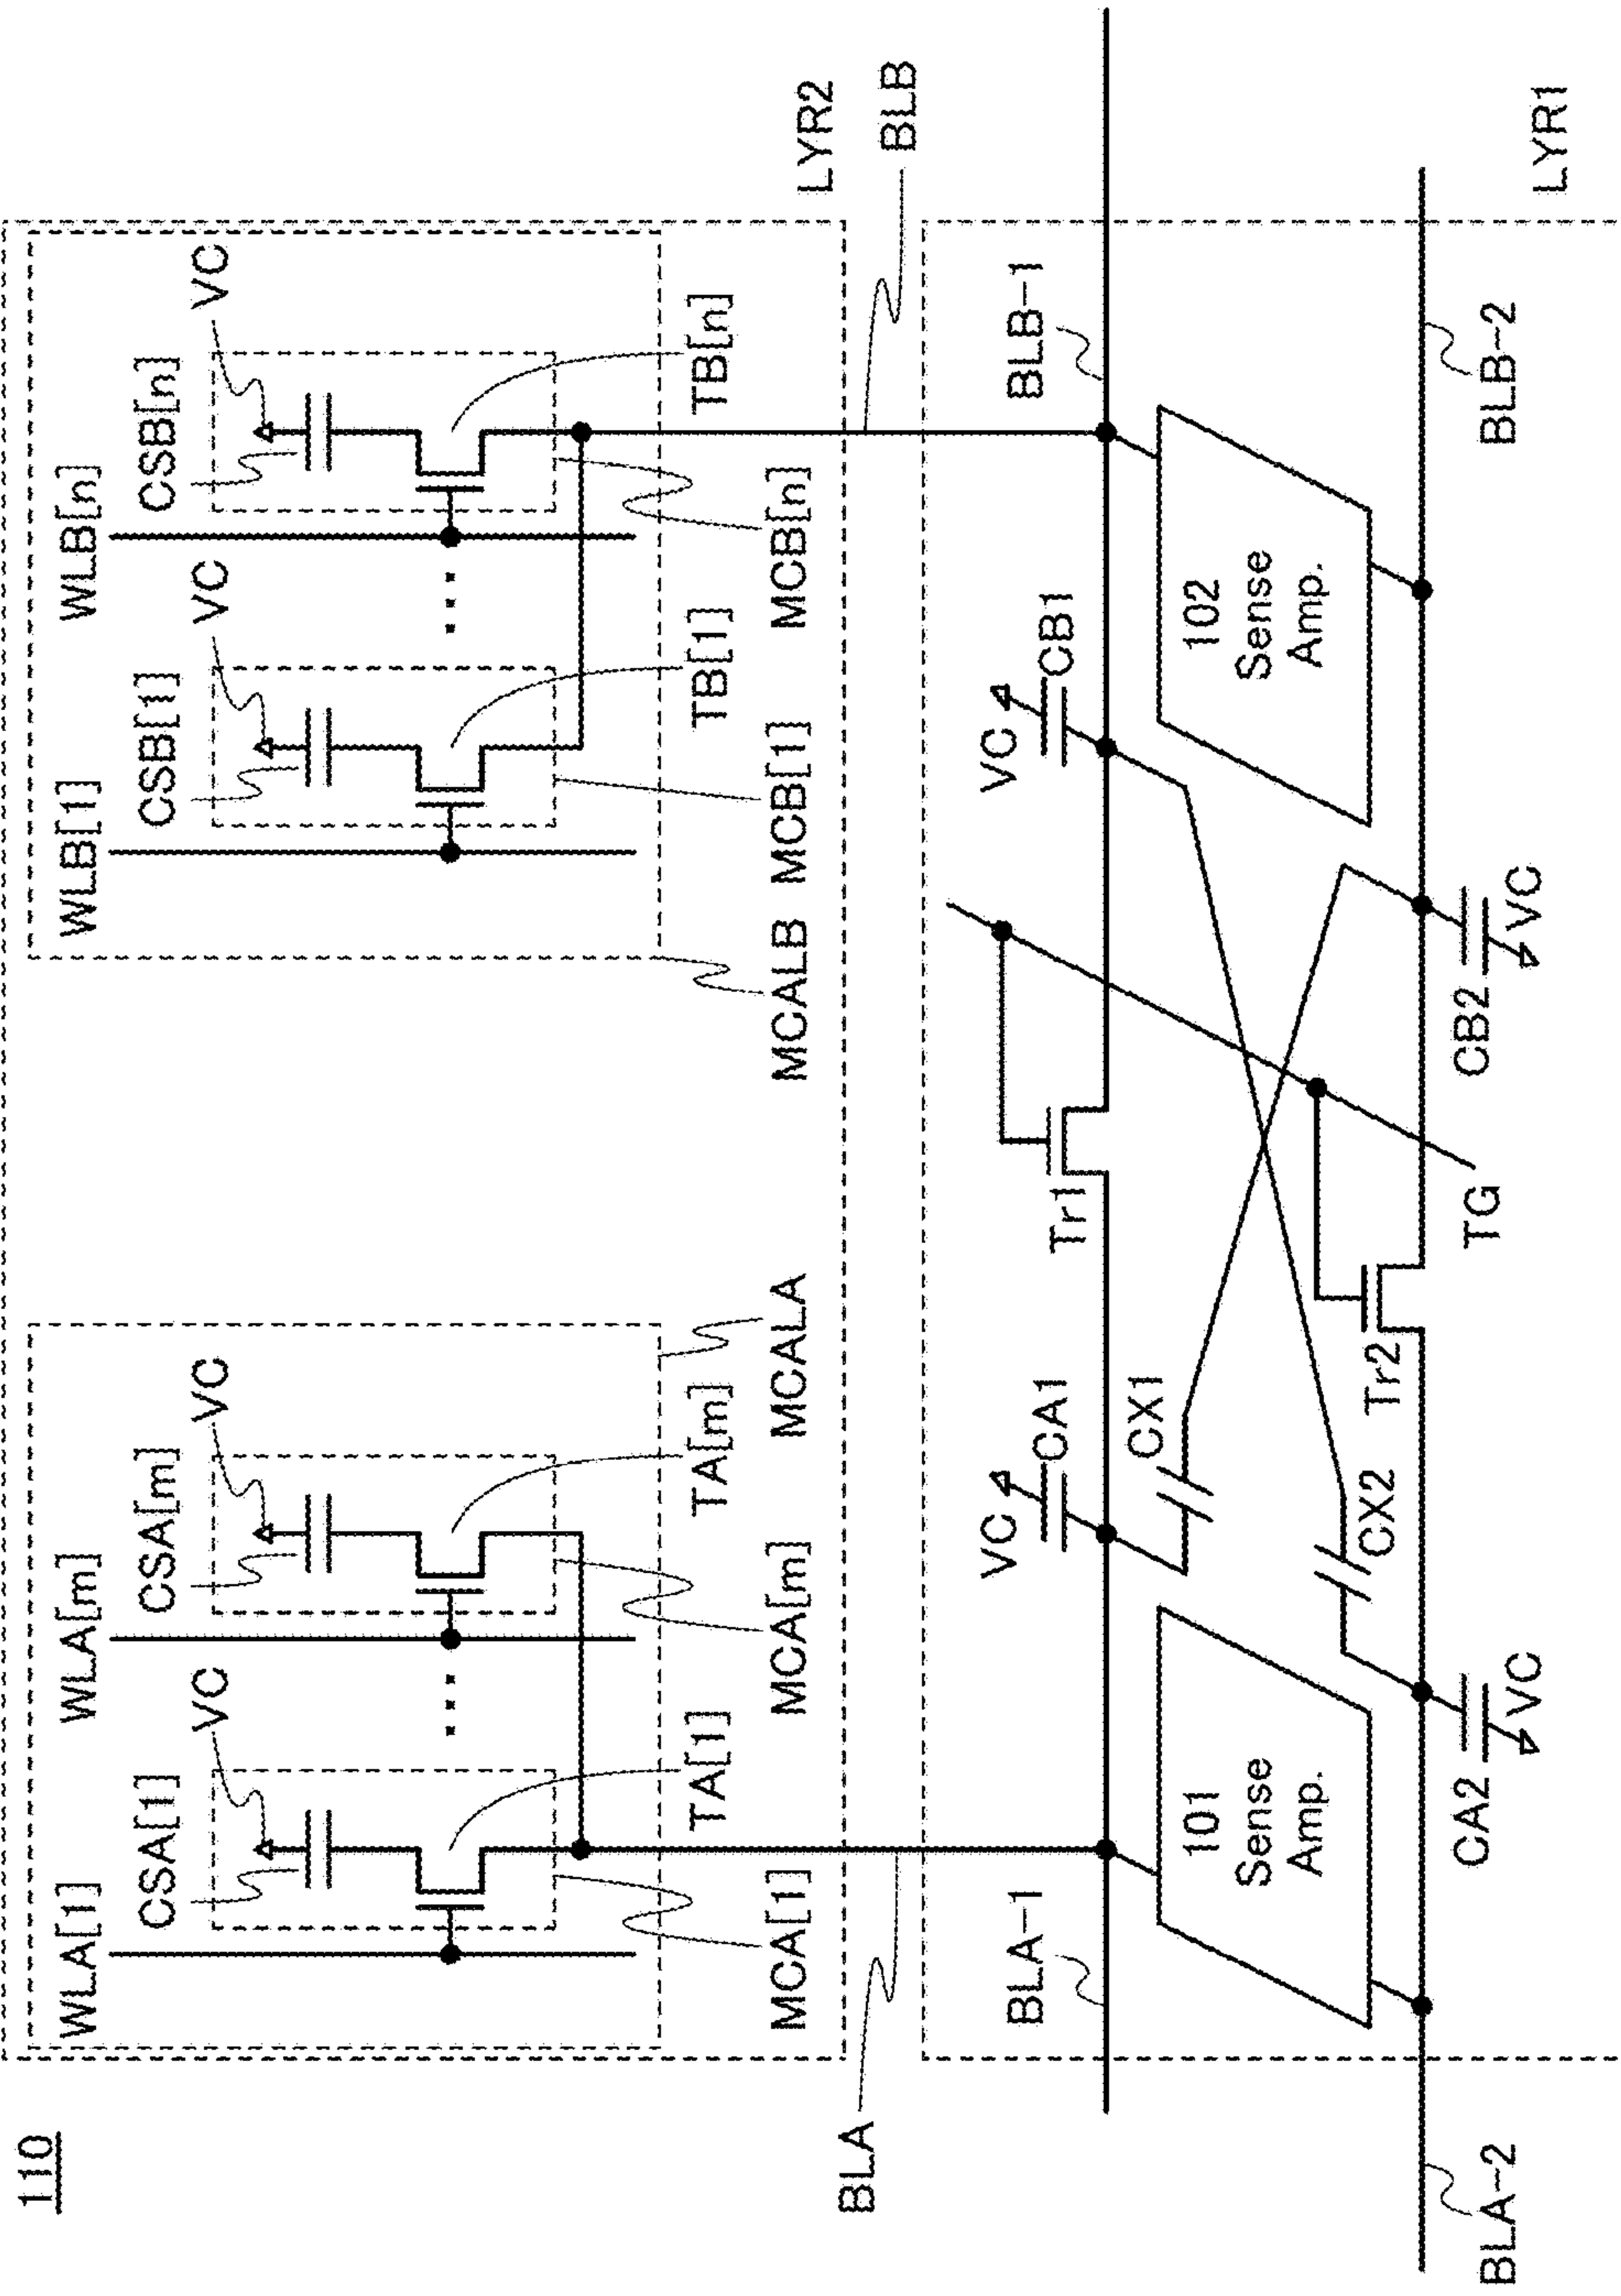 110
WLA[1]
WLA[m]
WLB[1]
WLB[n]
CSA[1]
VC
CSA[m]
VC
CSB[1]
VC
CSB[n]
VC
TA[1]
TA[m]
TB[1]
TB[n]
MCA[1]
MCA[m]
MCALA
MCALB
MCB[1]
MCB[n]
LYR2
BLA
BLB
BLA-1
VC
CA1
Tr1
VC
CB1
BLB-1
CX1
101
Sense
Amp.
102
Sense
Amp.
CX2
Tr2
CA2
VC
TG
CB2
VC
BLA-2
BLB-2
LYR1